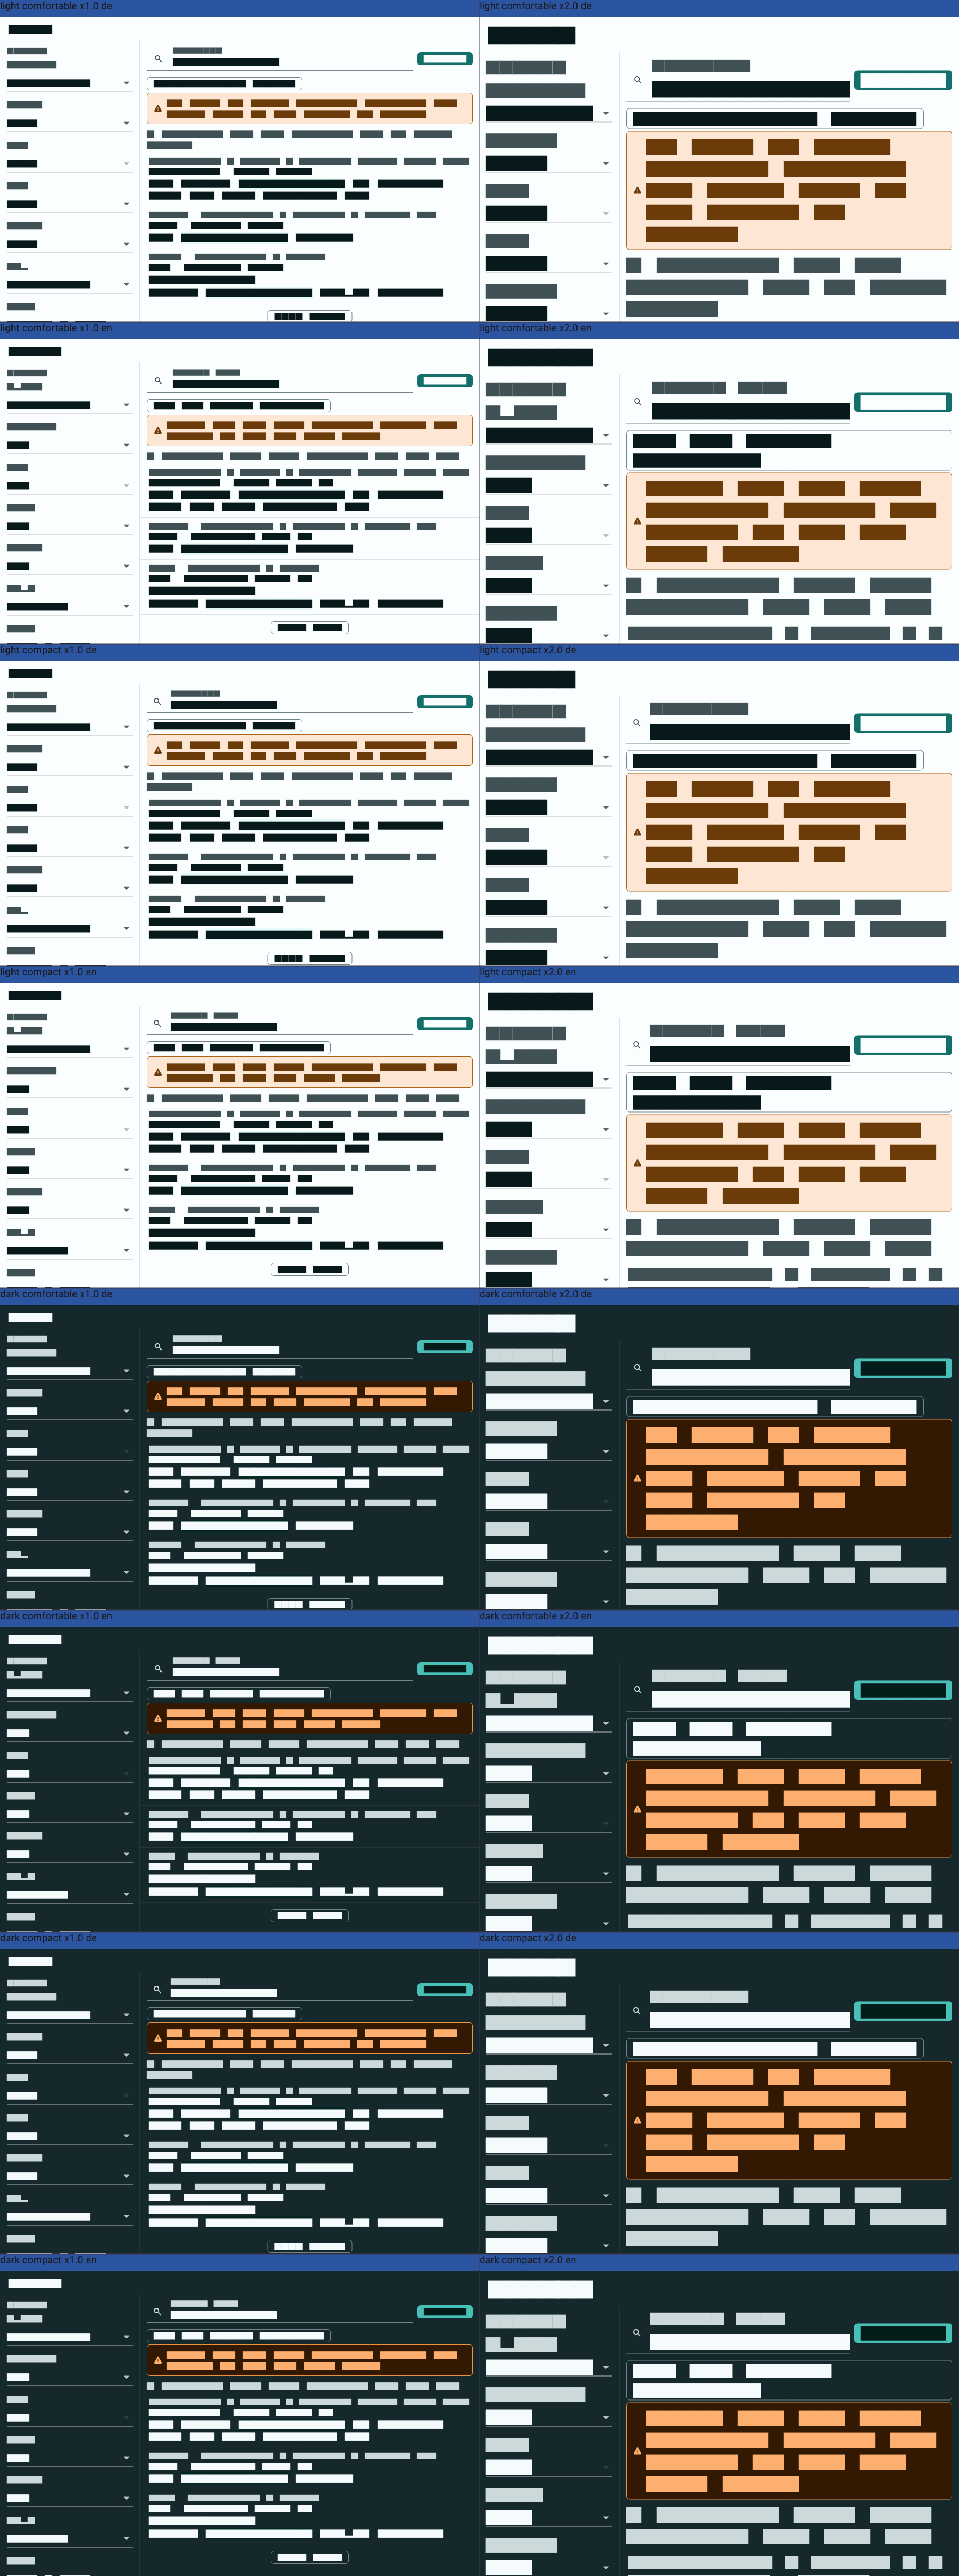 light comfortable x1.0 de
light comfortable x2.0 de
light comfortable x1.0 en
light comfortable x2.0 en
light compact x1.0 de
light compact x2.0 de
light compact x1.0 en
light compact x2.0 en
dark comfortable x1.0 de
dark comfortable x2.0 de
dark comfortable x1.0 en
dark comfortable x2.0 en
dark compact x1.0 de
dark compact x2.0 de
dark compact x1.0 en
dark compact x2.0 en